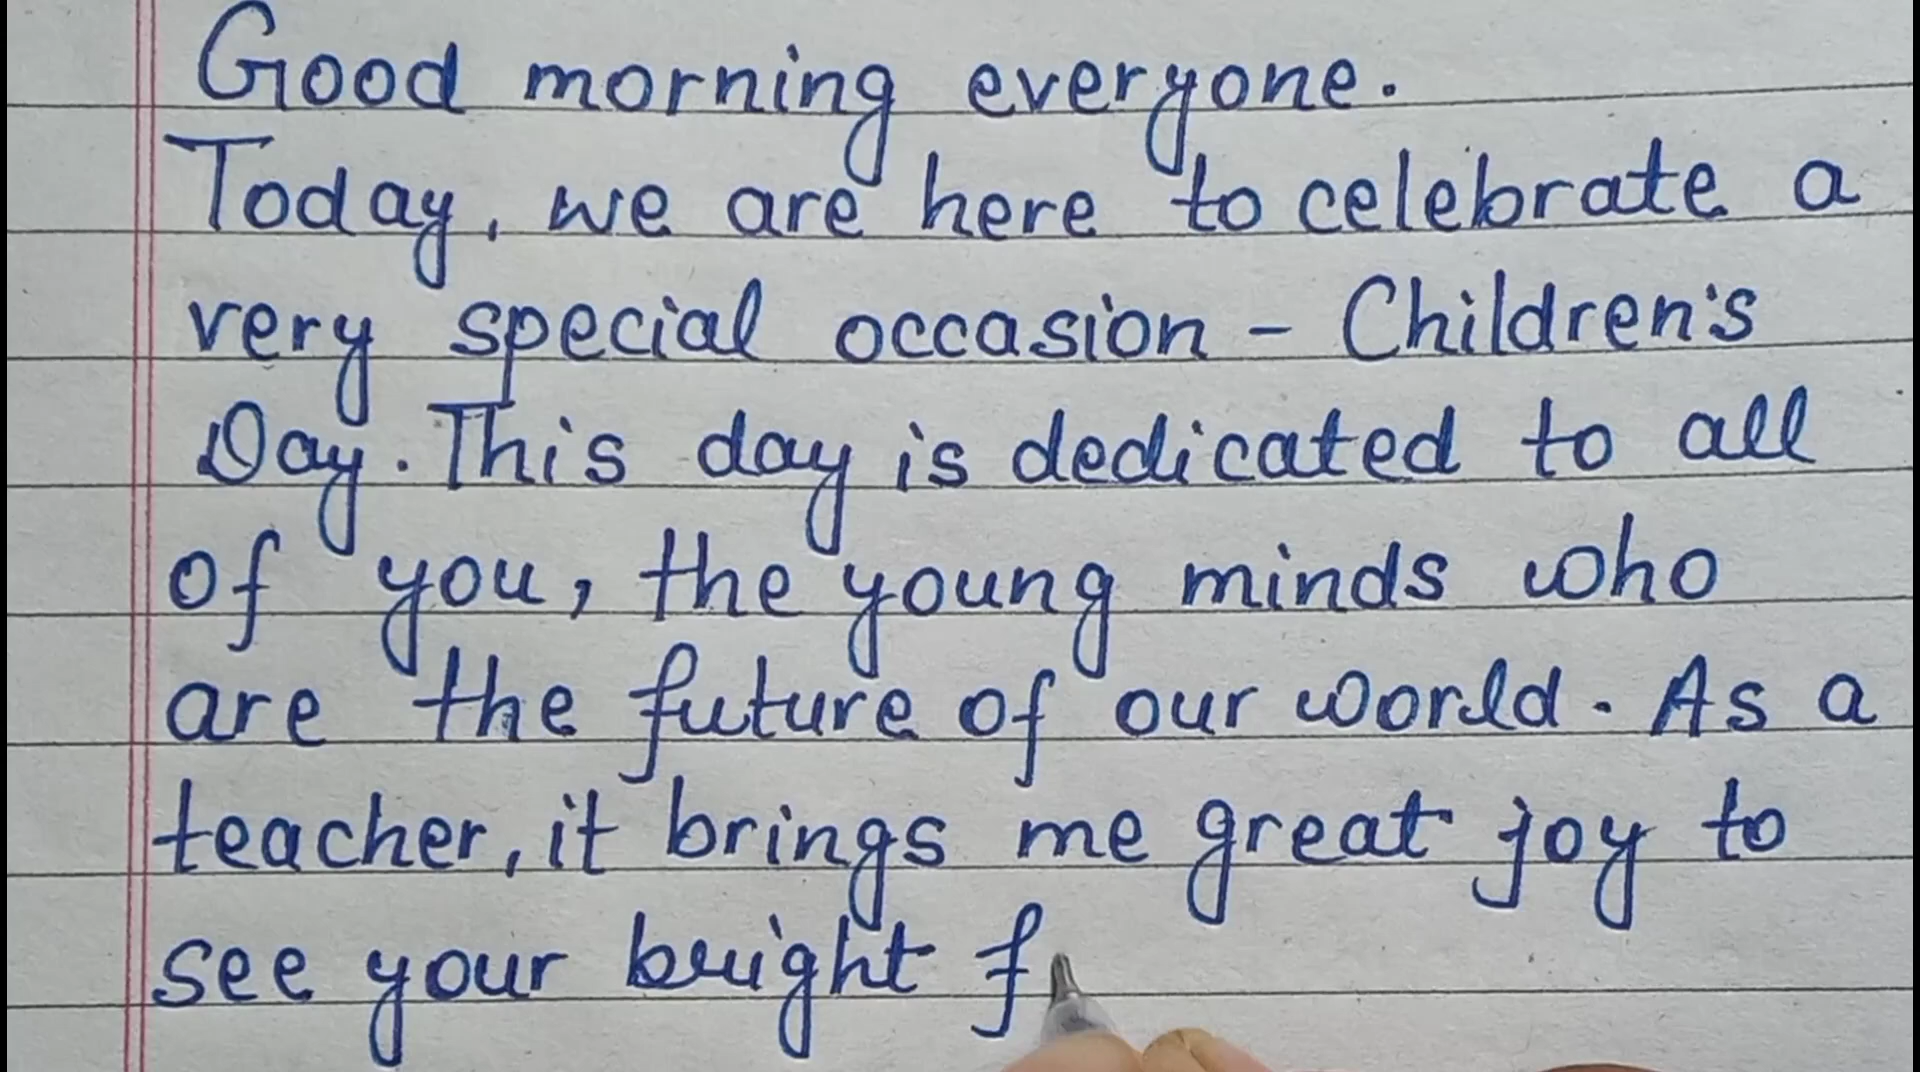 Good morning everyone.
Today, we are here to celebrate a
very special occasion - Children's
Day. This day is dedicated to all
of you, the young minds who
are the future of our world. As a
teacher, it brings me great joy to
see your bright f